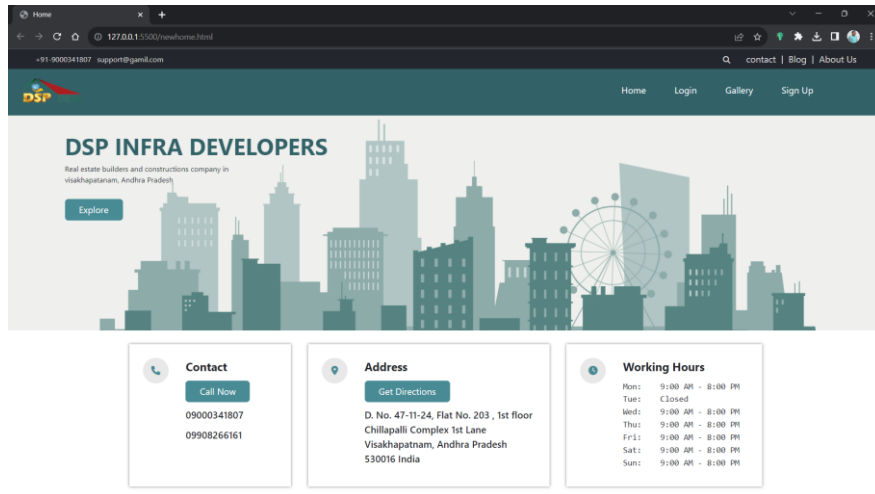 Home
127.0.0.1:5500/newhome.html
+91-9000341807 support@gamil.com
contact | Blog | About Us
DSP
Home Login Gallery Sign Up
DSP INFRA DEVELOPERS
Real estate builders and constructions company in
visakhapatanam, Andhra Pradesh
Explore
Contact
Call Now
09000341807
09908266161
Address
Get Directions
D. No. 47-11-24, Flat No. 203 , 1st floor
Chillapalli Complex 1st Lane
Visakhapatnam, Andhra Pradesh
530016 India
Working Hours
Mon: 9:00 AM - 8:00 PM
Tue: Closed
Wed: 9:00 AM - 8:00 PM
Thu: 9:00 AM - 8:00 PM
Fri: 9:00 AM - 8:00 PM
Sat: 9:00 AM - 8:00 PM
Sun: 9:00 AM - 8:00 PM